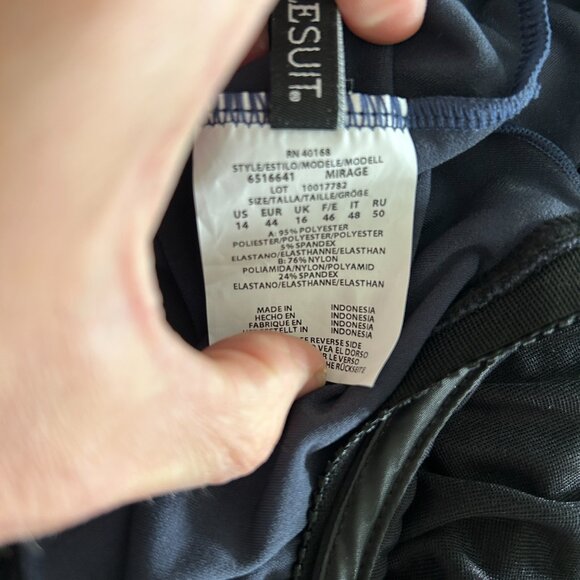 LESUIT®
RN 40168
STYLE/ESTILO/MODELE/MODELL
6516641 MIRAGE
LOT 10017782
SIZE/TALLA/TAILLE/GRÖßE
US EUR UK F/E IT RU
14 44 16 46 48 50
A: 95% POLYESTER
POLIESTER/POLYESTER/POLYESTER
5% SPANDEX
ELASTANO/ELASTHANNE/ELASTHAN
B: 76% NYLON
POLIAMIDA/NYLON/POLYAMID
24% SPANDEX
ELASTANO/ELASTHANNE/ELASTHAN
MADE IN INDONESIA
HECHO EN INDONESIA
FABRIQUE EN INDONESIA
INDONESIA
REVERSE SIDE
VEA EL DORSO
LE VERSO
RÜCKSEITE